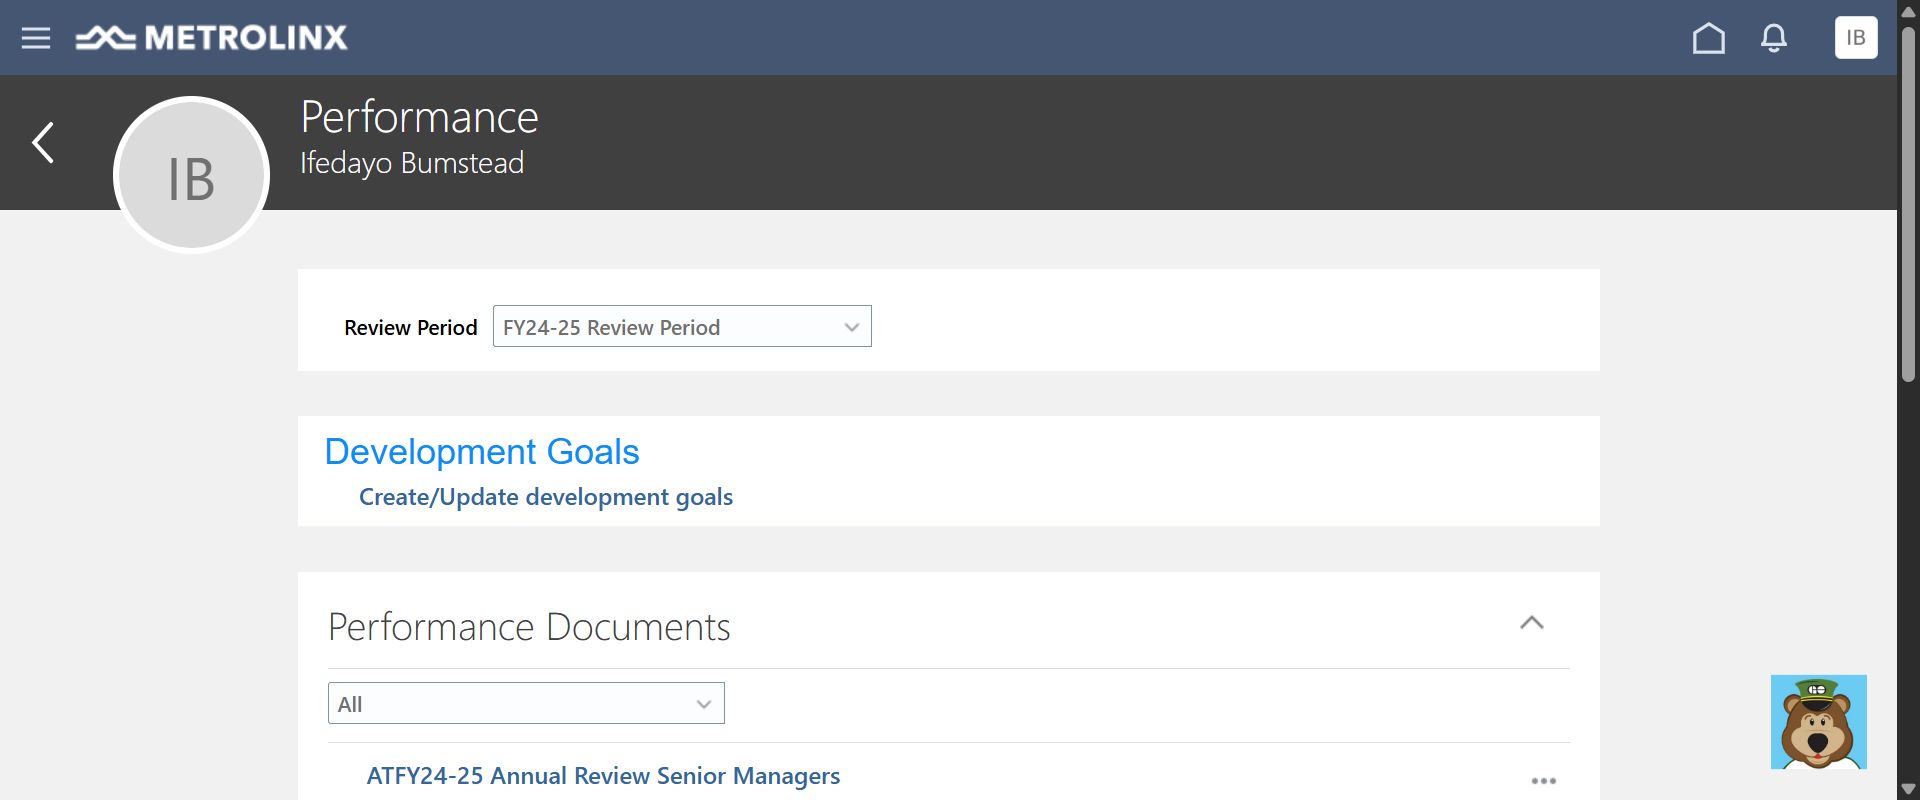 METROLINX
IB
Performance
Ifedayo Bumstead
IB
Review Period
FY24-25 Review Period
Development Goals
Create/Update development goals
Performance Documents
All
GO
ATFY24-25 Annual Review Senior Managers